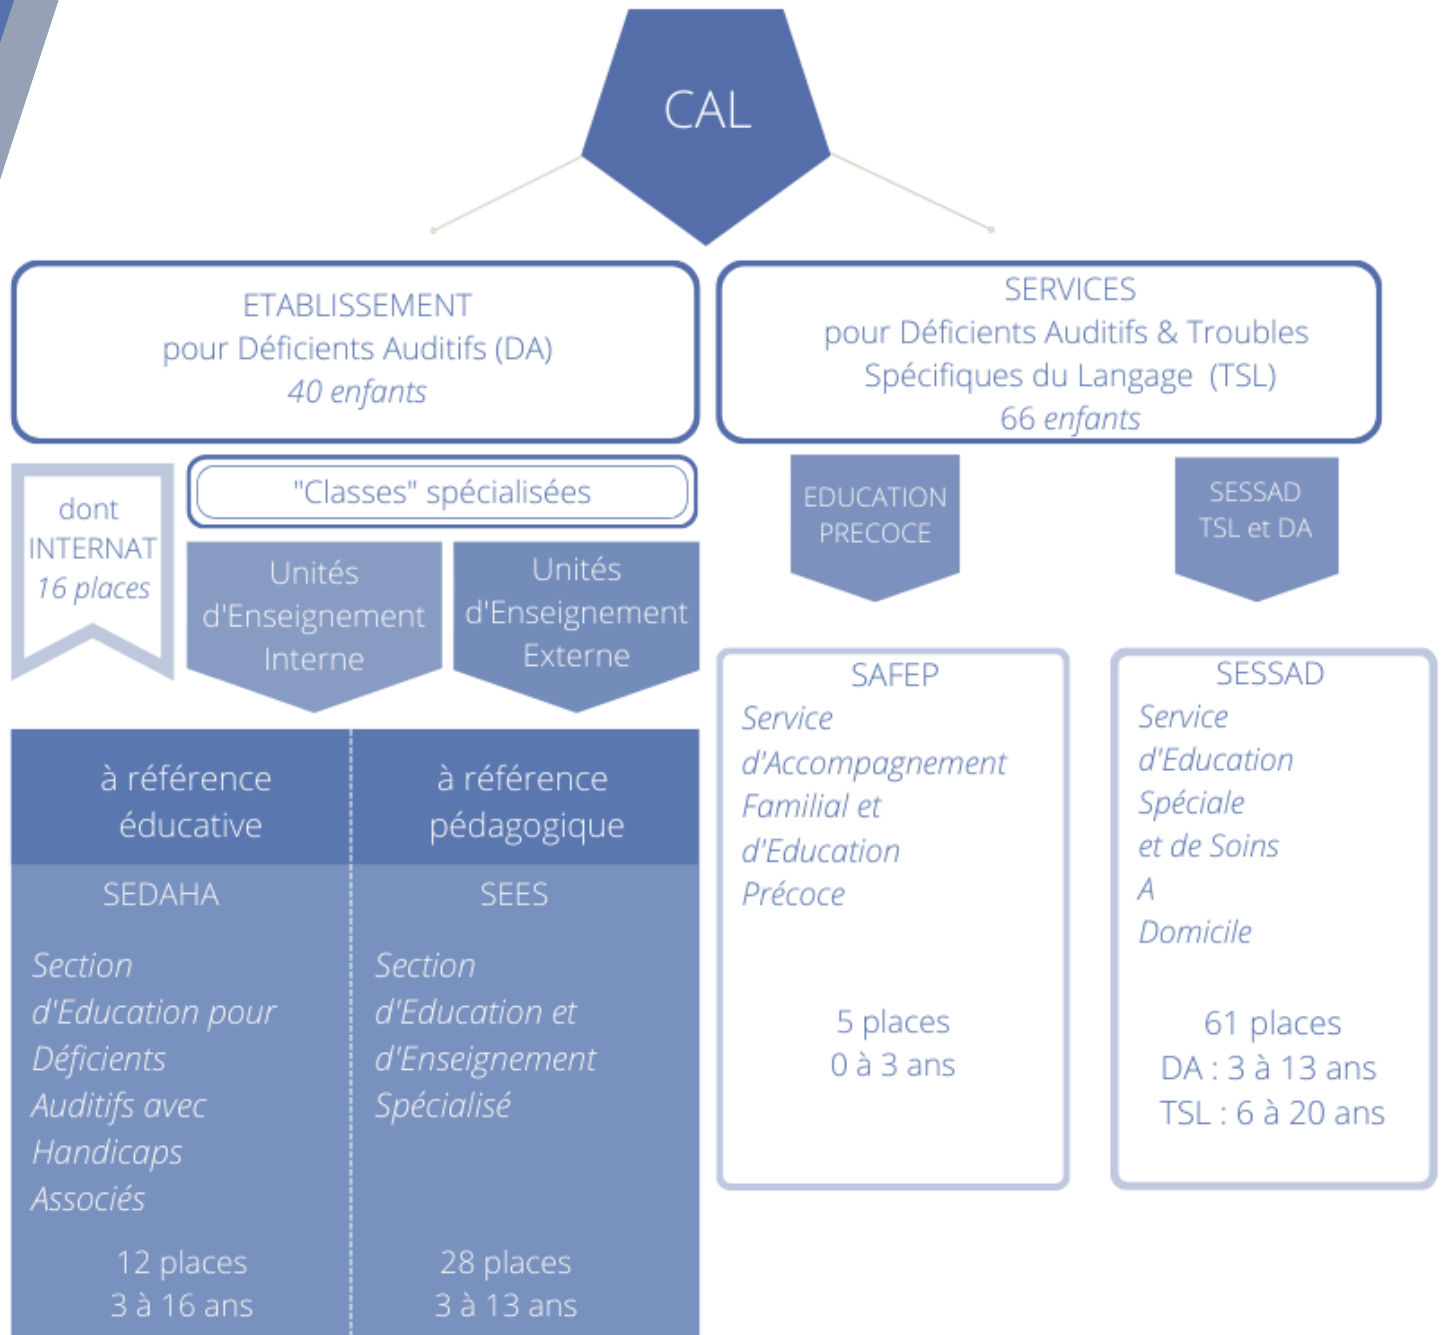 CAL
ETABLISSEMENT
pour Déficients Auditifs (DA)
40 enfants
SERVICES
pour Déficients Auditifs & Troubles
Spécifiques du Langage (TSL)
66 enfants
dont
INTERNAT
16 places
"Classes" spécialisées
Unités
d'Enseignement
Interne
Unités
d'Enseignement
Externe
à référence
éducative
SEDAHA
Section
d'Education pour
Déficients
Auditifs avec
Handicaps
Associés
12 places
3 à 16 ans
à référence
pédagogique
SEES
Section
d'Education et
d'Enseignement
Spécialisé
28 places
3 à 13 ans
EDUCATION
PRECOCE
SAFEP
Service
d'Accompagnement
Familial et
d'Education
Précoce
5 places
0 à 3 ans
SESSAD
TSL et DA
SESSAD
Service
d'Education
Spéciale
et de Soins
A
Domicile
61 places
DA : 3 à 13 ans
TSL : 6 à 20 ans